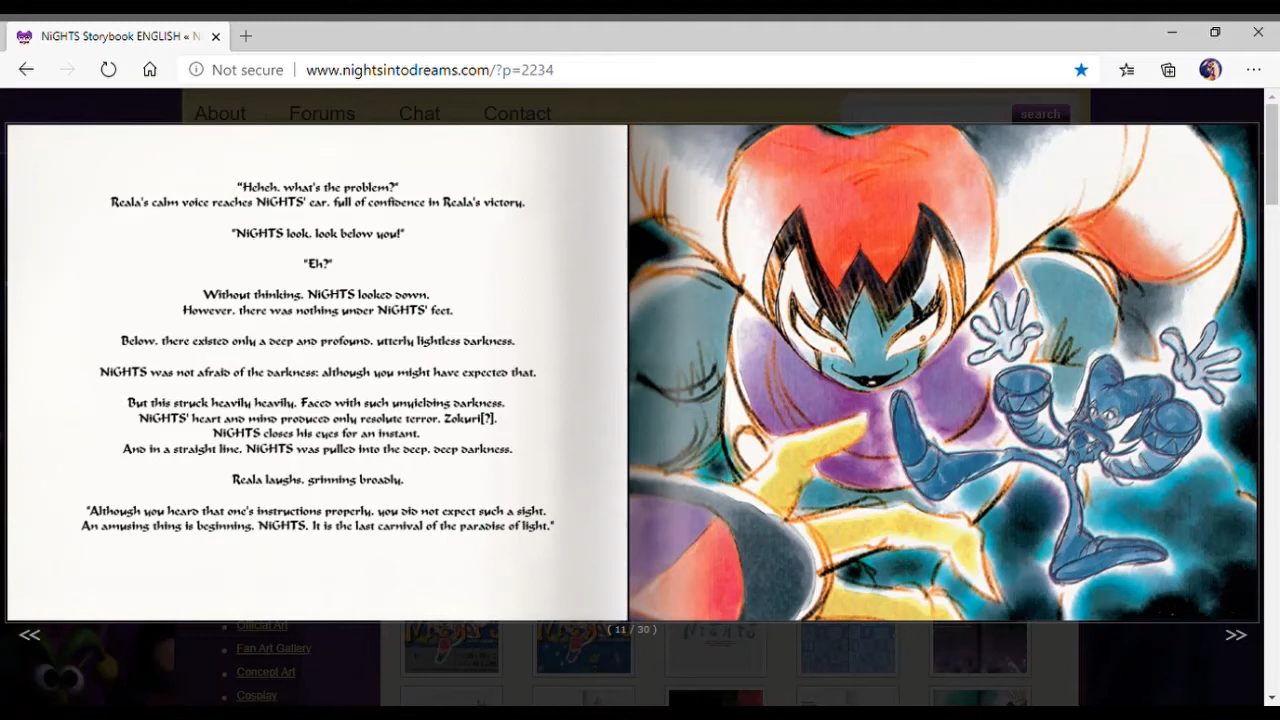 NiGHTS Storybook ENGLISH « N
Not secure
www.nightsintodreams.com/?p=2234
About Forums Chat Contact
search
"Heheh, what's the problem?"
Reala's calm voice reaches NiGHTS' ear, full of confidence in Reala's victory.
"NiGHTS look, look below you!"
"Eh?"
Without thinking, NiGHTS looked down.
However, there was nothing under NiGHTS' feet.
Below, there existed only a deep and profound, utterly lightless darkness.
NiGHTS was not afraid of the darkness; although you might have expected that.
But this struck heavily heavily. Faced with such unyielding darkness.
NiGHTS' heart and mind produced only resolute terror. Zokuri[?].
NiGHTS closes his eyes for an instant.
And in a straight line, NiGHTS was pulled into the deep, deep darkness.
Reala laughs, grinning broadly.
"Although you heard that one's instructions properly, you did not expect such a sight.
An amusing thing is beginning, NiGHTS. It is the last carnival of the paradise of light."
<<
( 11 / 30 )
>>
Official Art
Fan Art Gallery
Concept Art
Cosplay